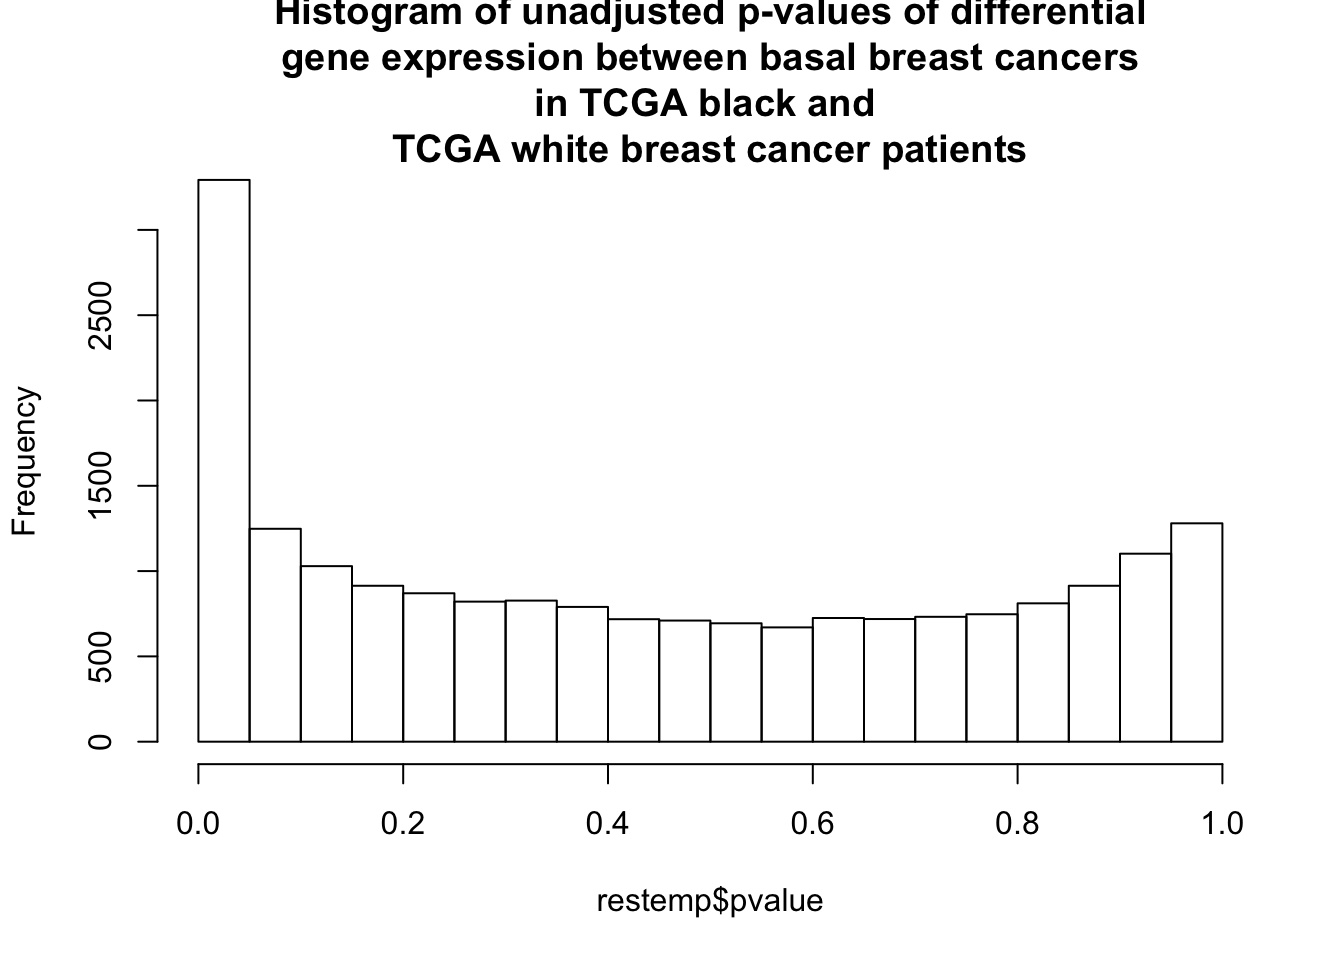 Histogram of unadjusted p-values of differential
gene expression between basal breast cancers
in TCGA black and
TCGA white breast cancer patients
Frequency
2500
1500
500
0
0.0 0.2 0.4 0.6 0.8 1.0
restemp$pvalue